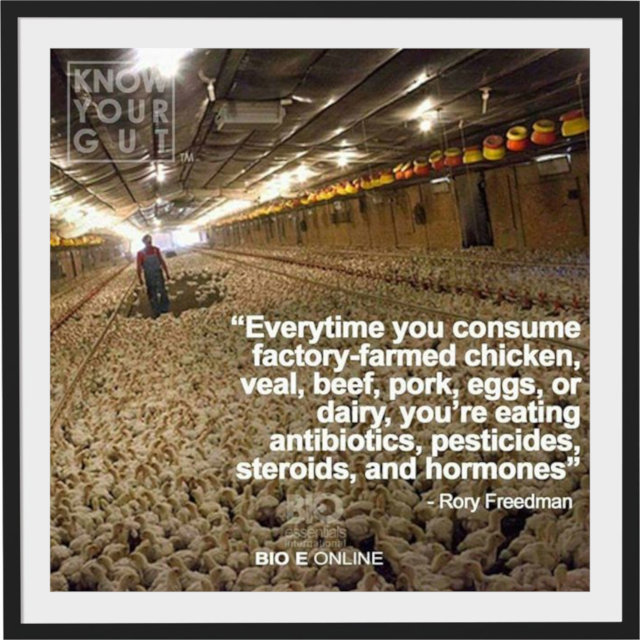 KNOW
YOUR
GUT
TM
“Everytime you consume
factory-farmed chicken,
veal, beef, pork, eggs, or
dairy, you’re eating
antibiotics, pesticides,
steroids, and hormones”
- Rory Freedman
BIO
essentials
international
BIO E ONLINE